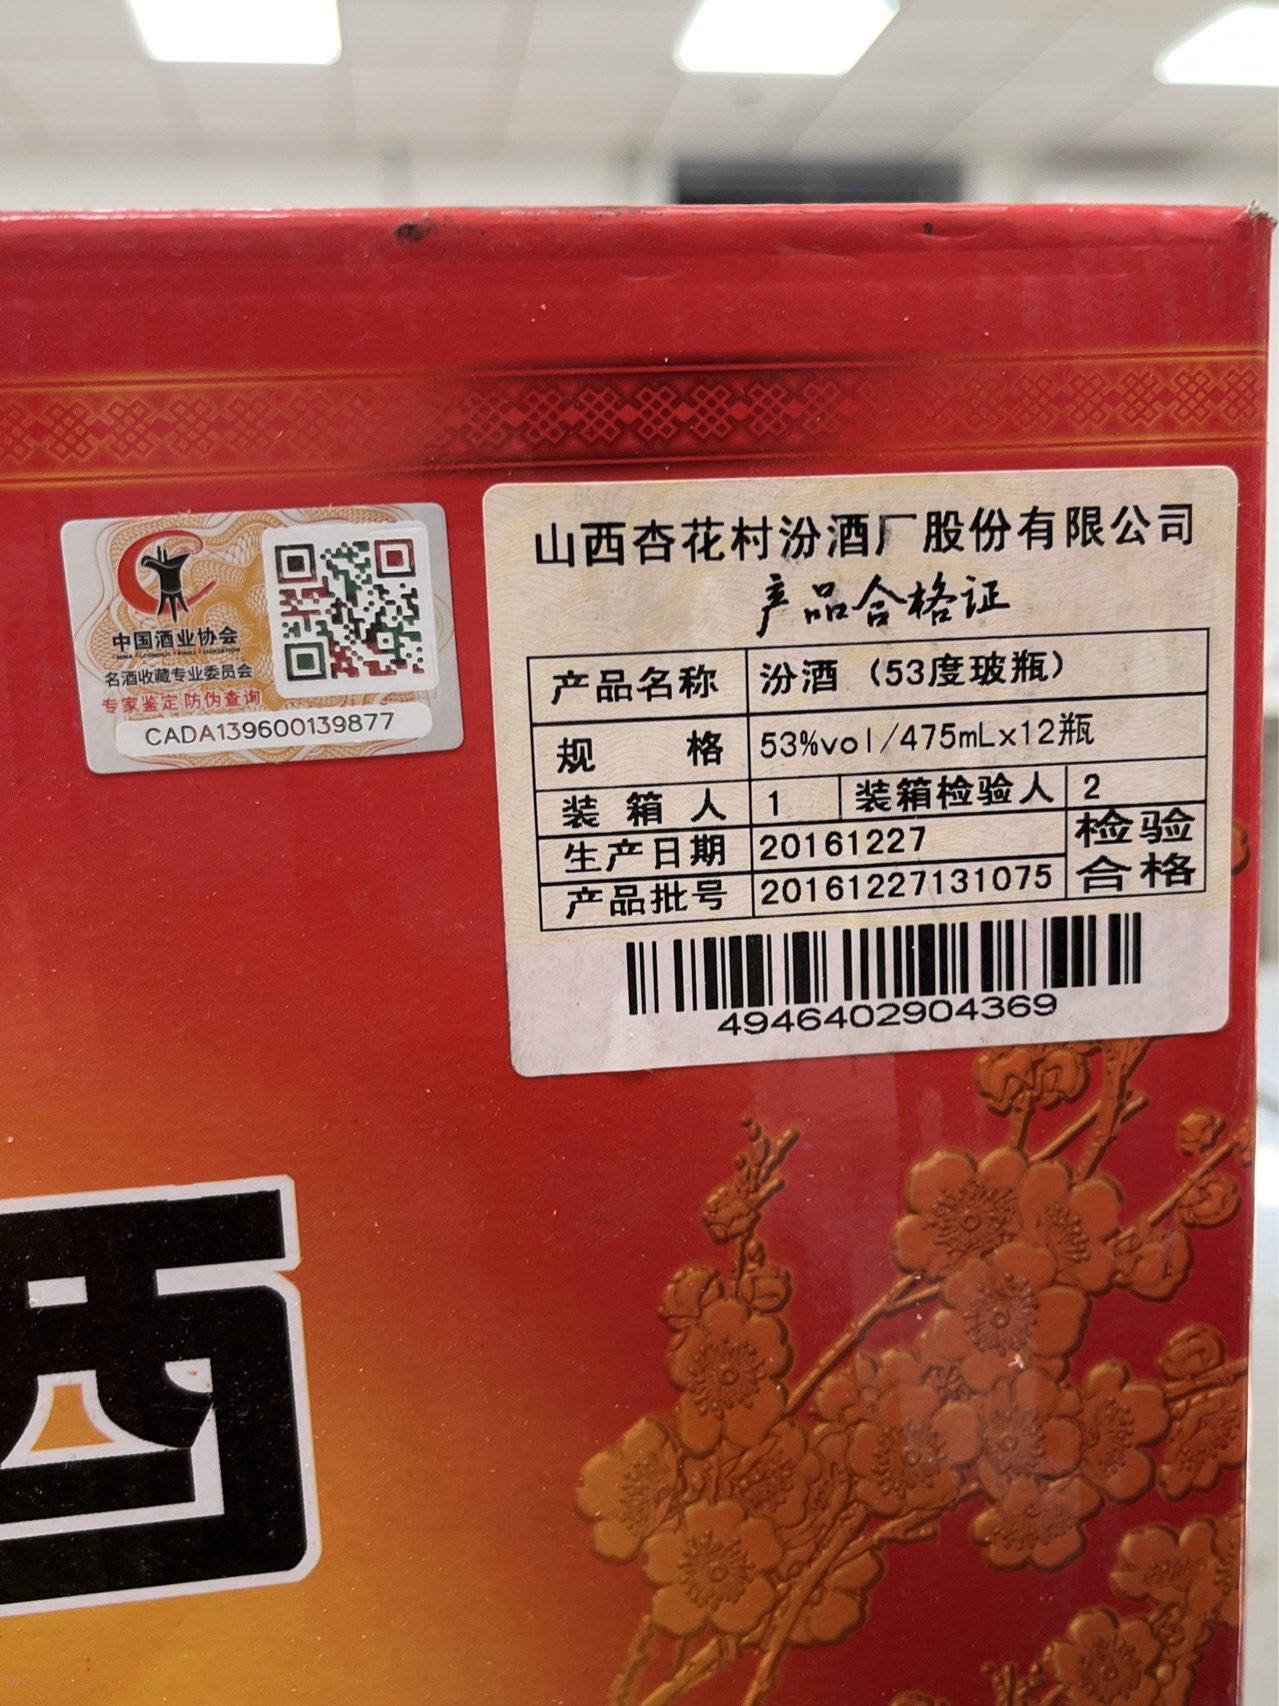 中国酒业协会
名酒收藏专业委员会
专家鉴定 防伪查询
CADA139600139877
山西杏花村汾酒厂股份有限公司
产品合格证
产品名称 汾酒（53度玻瓶）
规 格 53%vol/475mLx12瓶
装 箱 人 1 装箱检验人 2
生产日期 20161227 检验
产品批号 20161227131075 合格
4946402904369